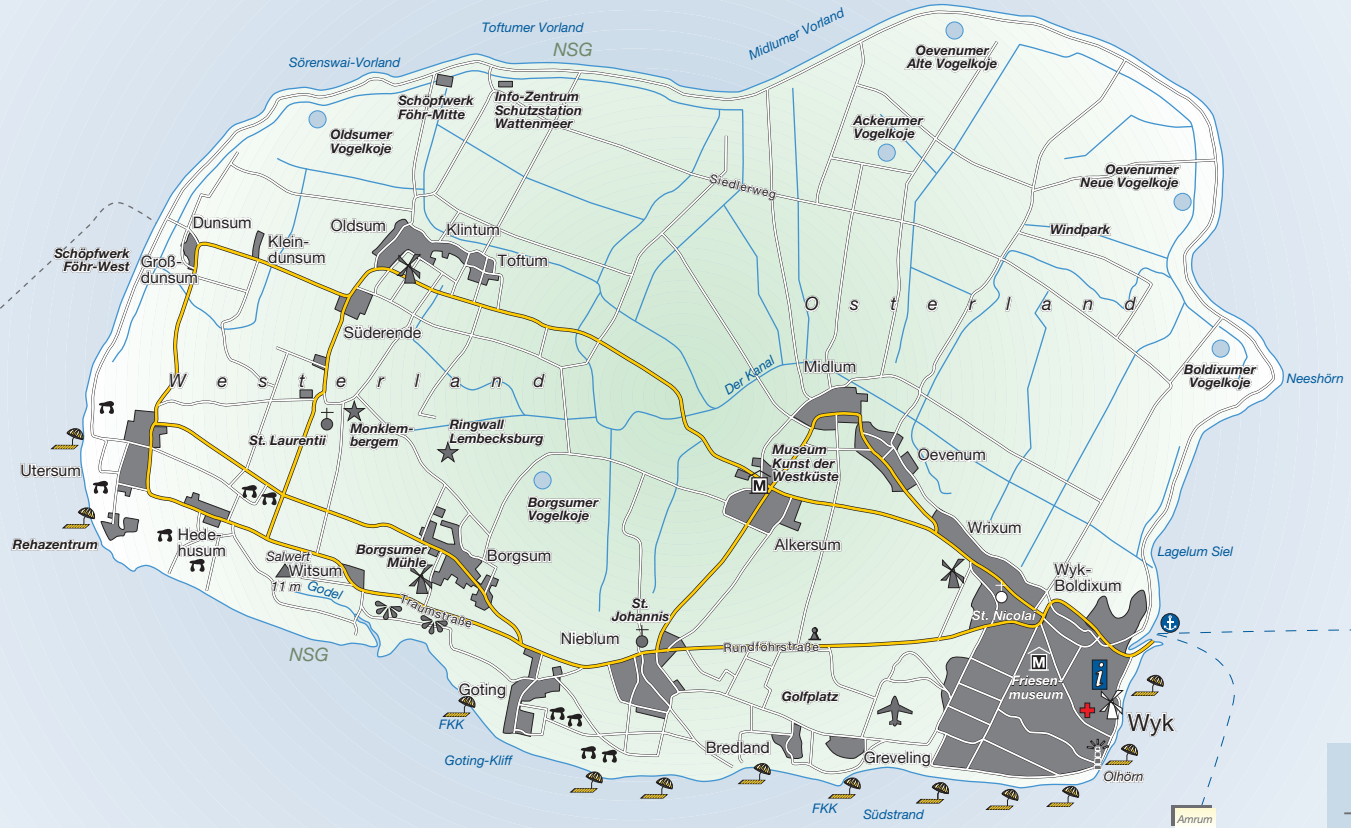 Toftumer Vorland
NSG
Midlumer Vorland
Sörenswai-Vorland
Oevenumer
Alte Vogelkoje
Schöpfwerk
Föhr-Mitte
Info-Zentrum
Schutzstation
Wattenmeer
Oldsumer
Vogelkoje
Ackerumer
Vogelkoje
Oevenumer
Neue Vogelkoje
Siedlerweg
Dunsum
Oldsum
Klintum
Windpark
Klein-
dunsum
Schöpfwerk
Föhr-West
Groß-
dunsum
Toftum
Osterland
Süderende
Der Kanal
Midlum
Boldixumer
Vogelkoje
Neeshörn
Westerland
St. Laurentii
Monklem-
bergem
Ringwall
Lembecksburg
Museum
Kunst der
Westküste
M
Oevenum
Utersum
Borgsumer
Vogelkoje
Wrixum
Rehazentrum
Hede-
husum
Alkersum
Lagelum Siel
Salwert
11 m
Witsum
Godel
Borgsumer
Mühle
Borgsum
Wyk-
Boldixum
Traumstraße
St.
Johannis
St. Nicolai
Nieblum
Rundföhrstraße
NSG
M
Friesen-
museum
i
Goting
Golfplatz
FKK
Wyk
Goting-Kliff
Bredland
Greveling
Olhörn
FKK
Südstrand
Amrum